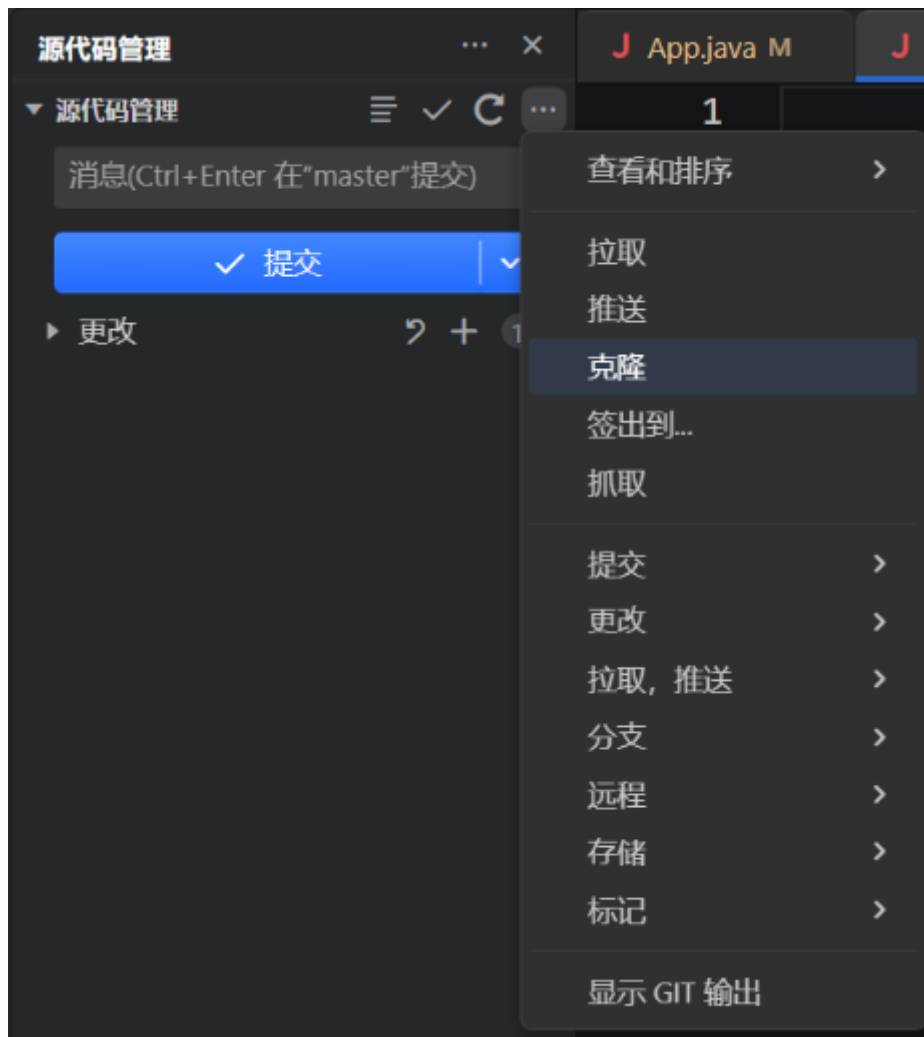 源代码管理
App.java M
源代码管理
1
消息(Ctrl+Enter 在"master"提交)
提交
更改
查看和排序
拉取
推送
克隆
签出到...
抓取
提交
更改
拉取，推送
分支
远程
存储
标记
显示 GIT 输出